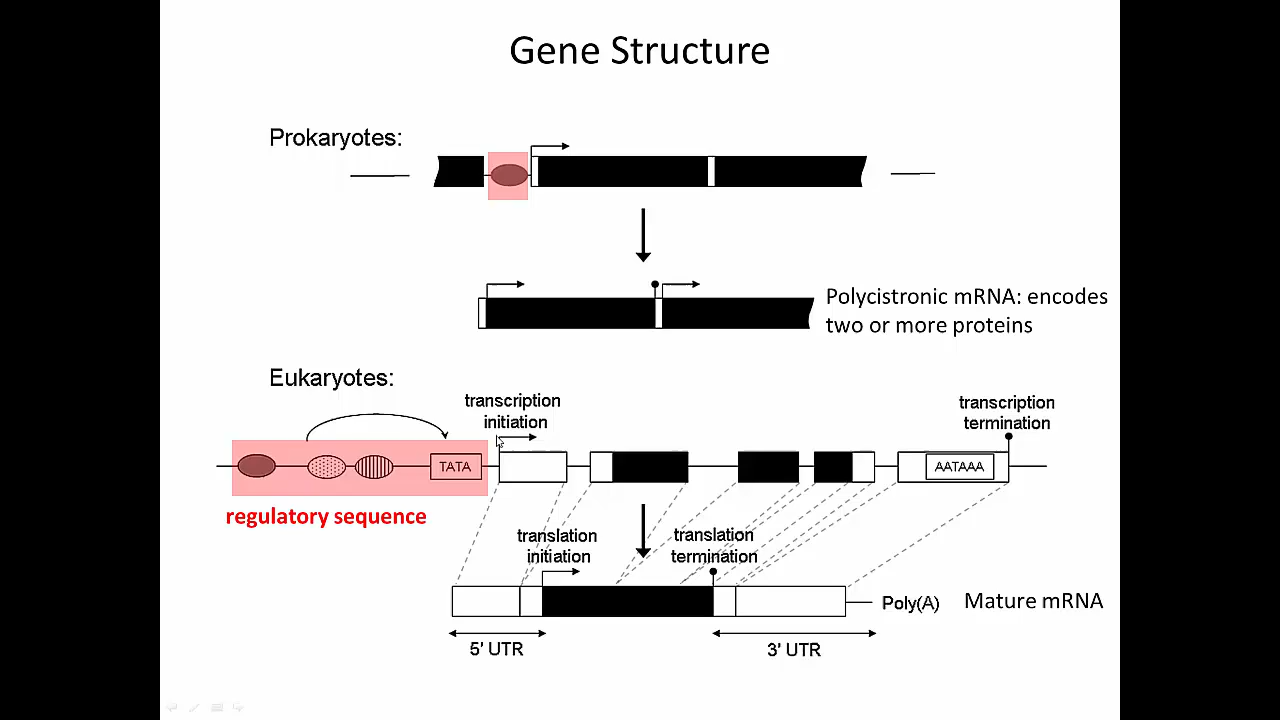 Gene Structure
Prokaryotes:
Polycistronic mRNA: encodes
two or more proteins
Eukaryotes:
transcription
initiation
transcription
termination
TATA
AATAAA
regulatory sequence
translation
initiation
translation
termination
Poly(A)
Mature mRNA
5' UTR
3' UTR